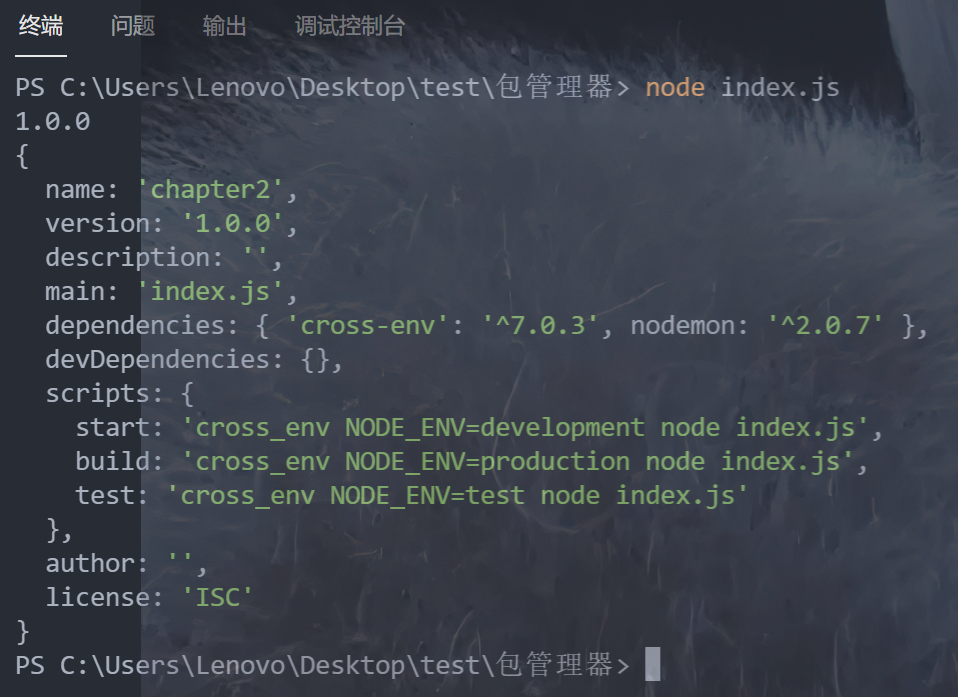 终端 问题 输出 调试控制台
PS C:\Users\Lenovo\Desktop\test\包管理器> node index.js
1.0.0
{
  name: 'chapter2',
  version: '1.0.0',
  description: '',
  main: 'index.js',
  dependencies: { 'cross-env': '^7.0.3', nodemon: '^2.0.7' },
  devDependencies: {},
  scripts: {
    start: 'cross_env NODE_ENV=development node index.js',
    build: 'cross_env NODE_ENV=production node index.js',
    test: 'cross_env NODE_ENV=test node index.js'
  },
  author: '',
  license: 'ISC'
}
PS C:\Users\Lenovo\Desktop\test\包管理器>